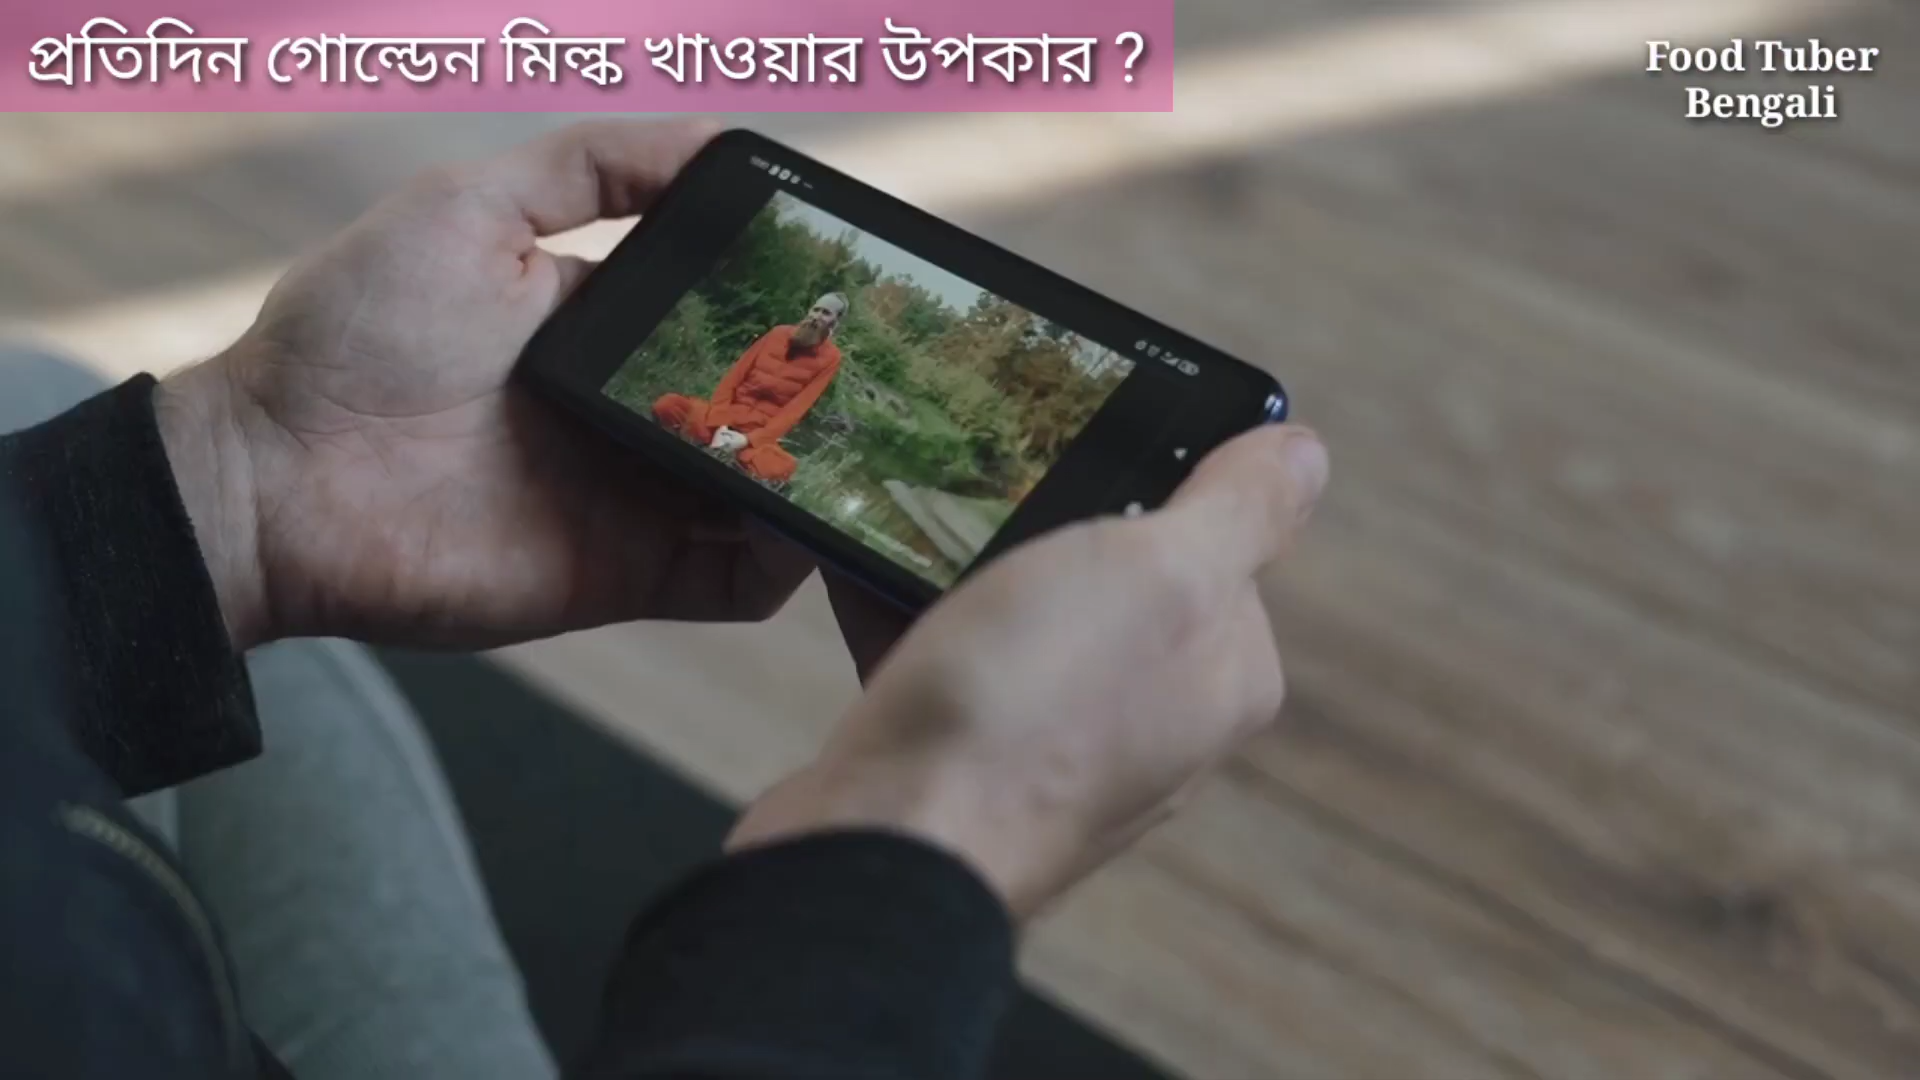 প্রতিদিন গোল্ডেন মিল্ক খাওয়ার উপকার ?
Food Tuber
Bengali